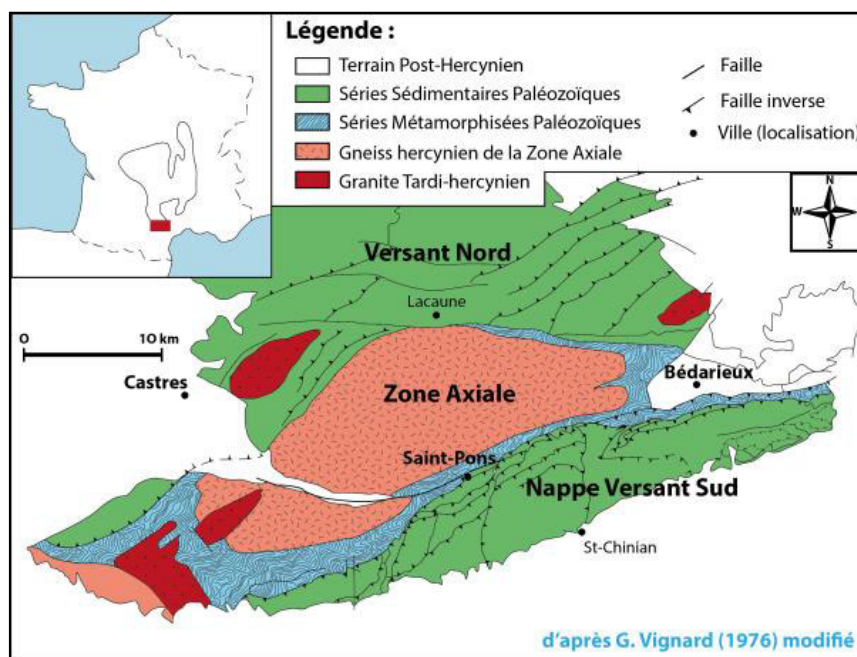 Légende :
Terrain Post-Hercynien
Séries Sédimentaires Paléozoïques
Séries Métamorphisées Paléozoïques
Gneiss hercynien de la Zone Axiale
Granite Tardi-hercynien
Faille
Faille inverse
Ville (localisation)
N
W
E
S
Versant Nord
Lacaune
0
10 km
Castres
Zone Axiale
Bédarieux
Saint-Pons
Nappe Versant Sud
St-Chinian
d'après G. Vignard (1976) modifié